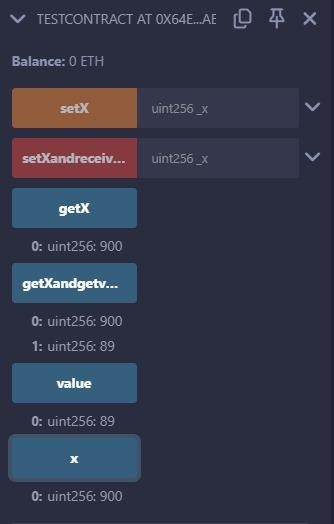 TESTCONTRACT AT 0X64E...AE
Balance: 0 ETH
setX uint256 _x
setXandreceiv... uint256 _x
getX
0: uint256: 900
getXandgetv...
0: uint256: 900
1: uint256: 89
value
0: uint256: 89
x
0: uint256: 900